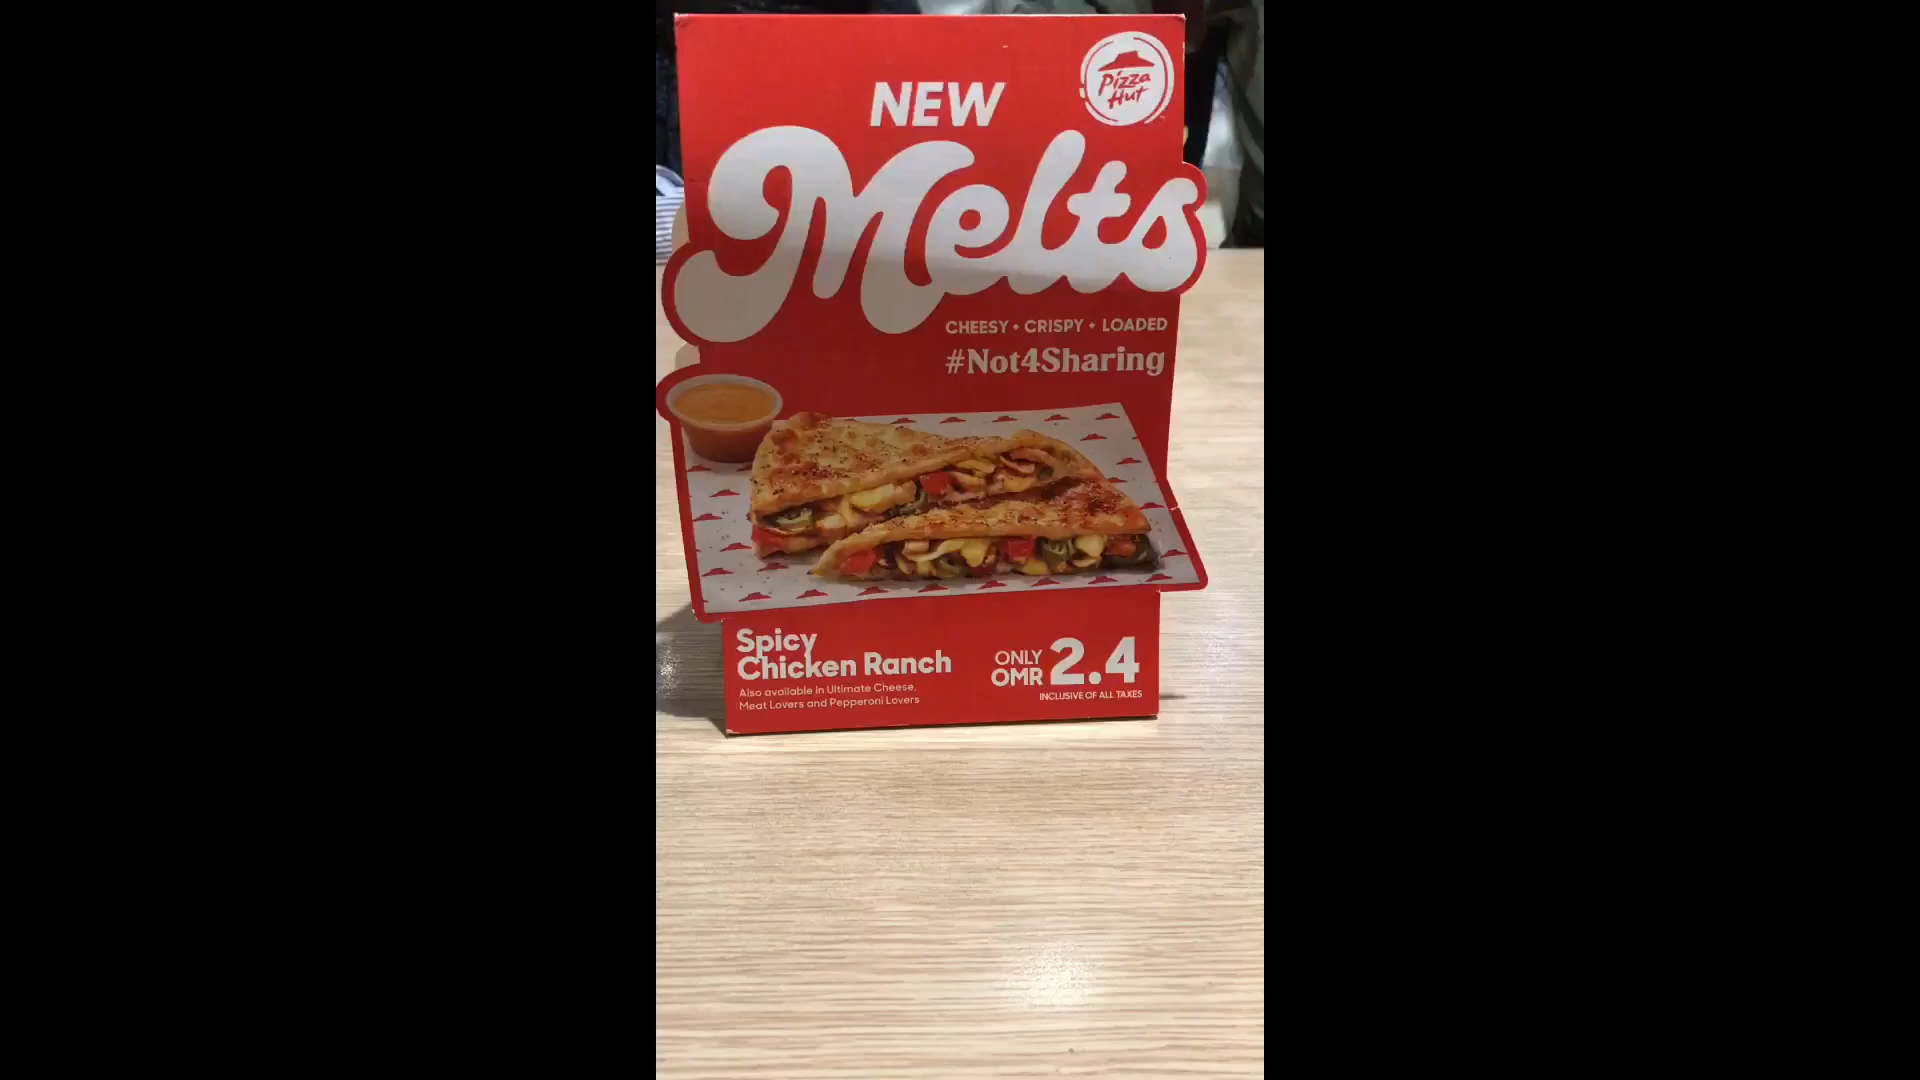 Pizza
Hut
NEW
Melts
CHEESY • CRISPY • LOADED
#Not4Sharing
Spicy
Chicken Ranch
Also available in Ultimate Cheese,
Meat Lovers and Pepperoni Lovers
ONLY
OMR 2.4
INCLUSIVE OF ALL TAXES